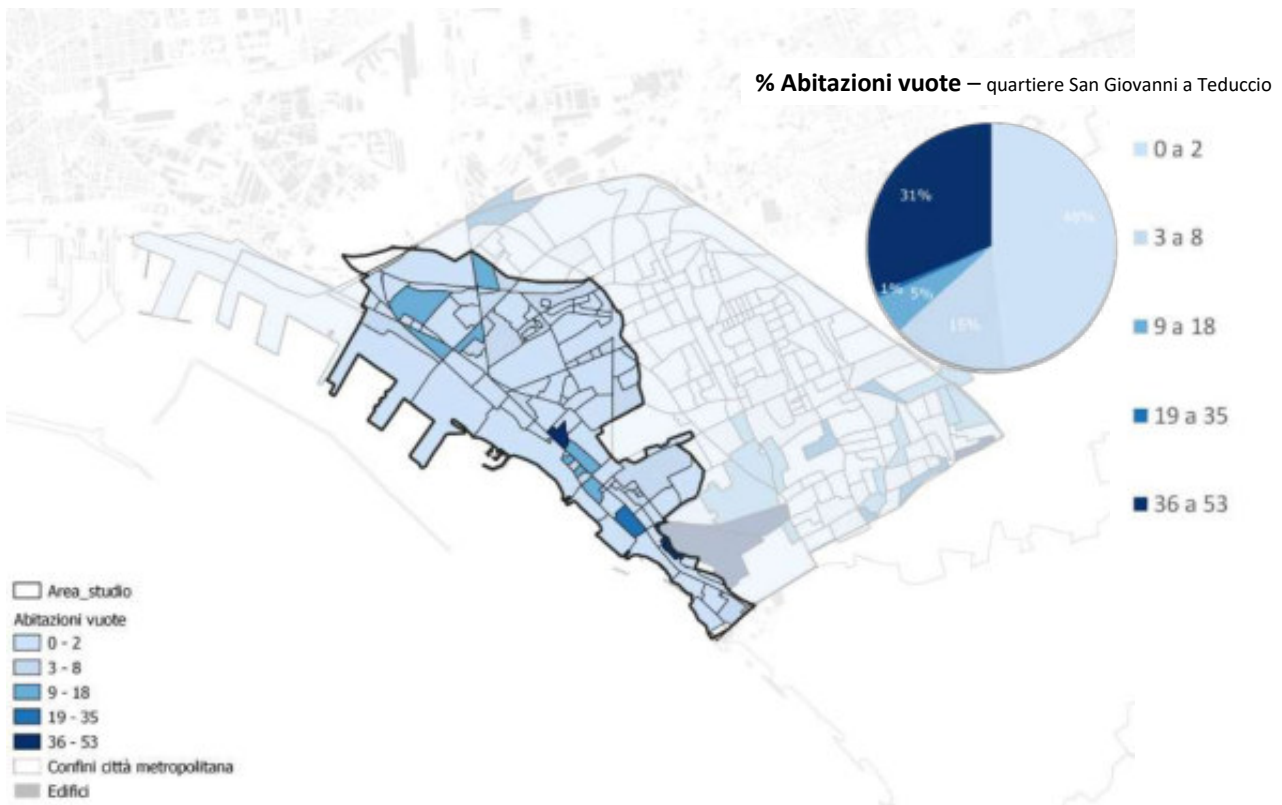 % Abitazioni vuote – quartiere San Giovanni a Teduccio
0 a 2
3 a 8
9 a 18
19 a 35
36 a 53
31%
48%
1%
5%
15%
Area_studio
Abitazioni vuote
0 - 2
3 - 8
9 - 18
19 - 35
36 - 53
Confini città metropolitana
Edifici